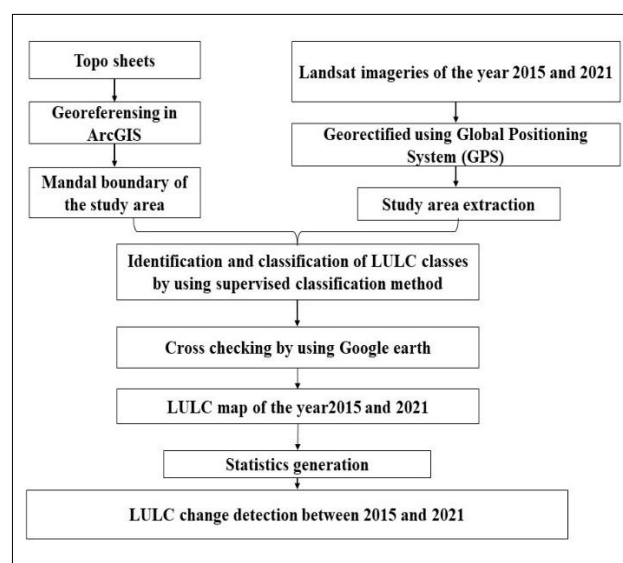 Topo sheets
Georeferensing in
ArcGIS
Mandal boundary of
the study area
Landsat imageries of the year 2015 and 2021
Georectified using Global Positioning
System (GPS)
Study area extraction
Identification and classification of LULC classes
by using supervised classification method
Cross checking by using Google earth
LULC map of the year2015 and 2021
Statistics generation
LULC change detection between 2015 and 2021